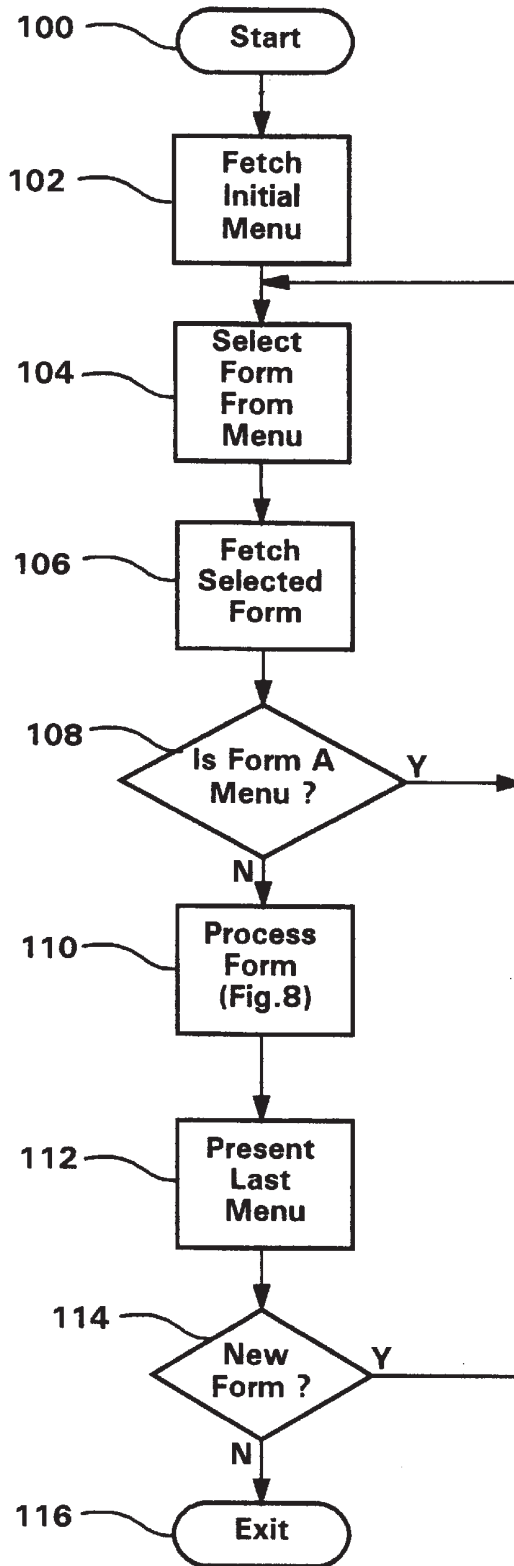 100
Start
102
Fetch
Initial
Menu
104
Select
Form
From
Menu
106
Fetch
Selected
Form
108
Is Form A
Menu ?
Y
N
110
Process
Form
(Fig.8)
112
Present
Last
Menu
114
New
Form ?
Y
N
116
Exit